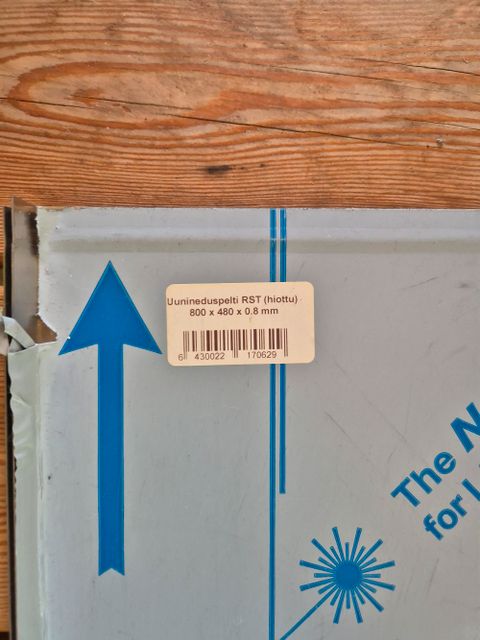 Uunineduspelti RST (hiottu)
800 x 480 x 0.8 mm
6 430022 170629
The N
for L